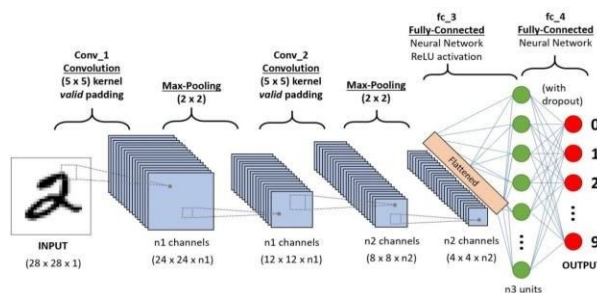 fc_3
Fully-Connected
Neural Network
ReLU activation
fc_4
Fully-Connected
Neural Network
Conv_1
Convolution
(5 x 5) kernel
valid padding
Max-Pooling
(2 x 2)
Conv_2
Convolution
(5 x 5) kernel
valid padding
Max-Pooling
(2 x 2)
(with
dropout)
Flattened
0
1
2
9
INPUT
(28 x 28 x 1)
n1 channels
(24 x 24 x n1)
n1 channels
(12 x 12 x n1)
n2 channels
(8 x 8 x n2)
n2 channels
(4 x 4 x n2)
OUTPUT
n3 units